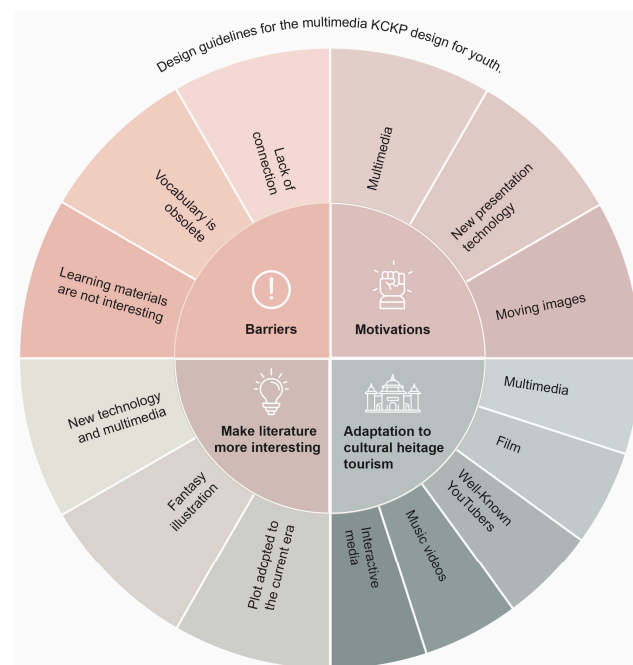 Design guidelines for the multimedia KCKP design for youth.
Lack of
connection
Vocabulary is
obsolete
Learning materials
are not interesting
Barriers
Multimedia
New presentation
technology
Moving images
Motivations
New technology
and multimedia
Fantasy
illustration
Plot adcpted to
the current era
Make literature
more interesting
Adaptation to
cultural heitage
tourism
Multimedia
Film
Well-Known
YouTubers
Music videos
Interactive
media